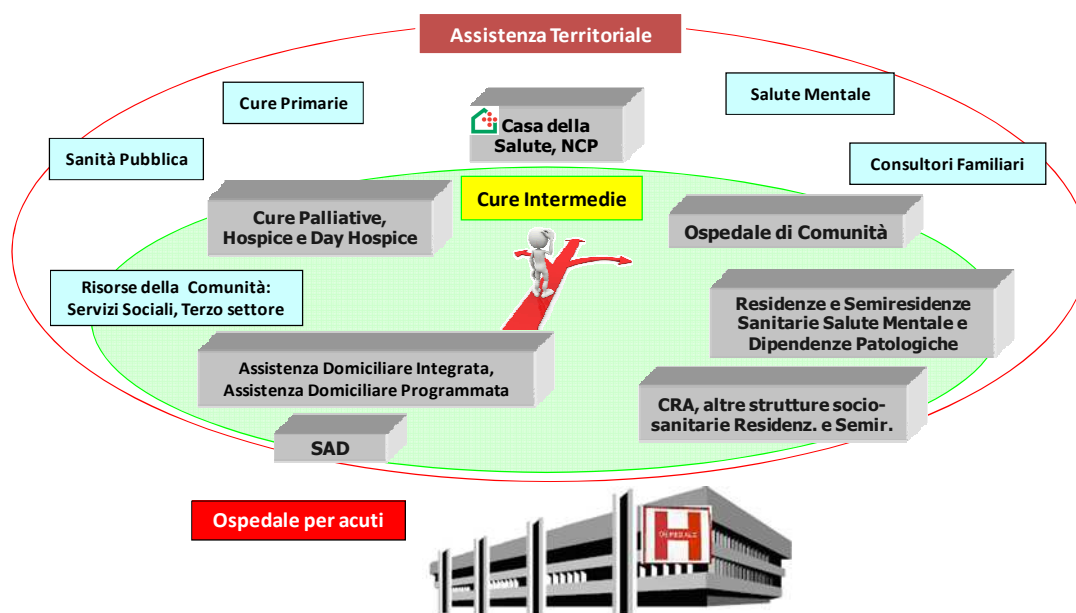 Assistenza Territoriale
Cure Primarie
Salute Mentale
Casa della
Salute, NCP
Sanità Pubblica
Consultori Familiari
Cure Intermedie
Cure Palliative,
Hospice e Day Hospice
Ospedale di Comunità
Risorse della Comunità:
Servizi Sociali, Terzo settore
Residenze e Semiresidenze
Sanitarie Salute Mentale e
Dipendenze Patologiche
Assistenza Domiciliare Integrata,
Assistenza Domiciliare Programmata
CRA, altre strutture socio-
sanitarie Residenz. e Semir.
SAD
Ospedale per acuti
H
OSPEDALE